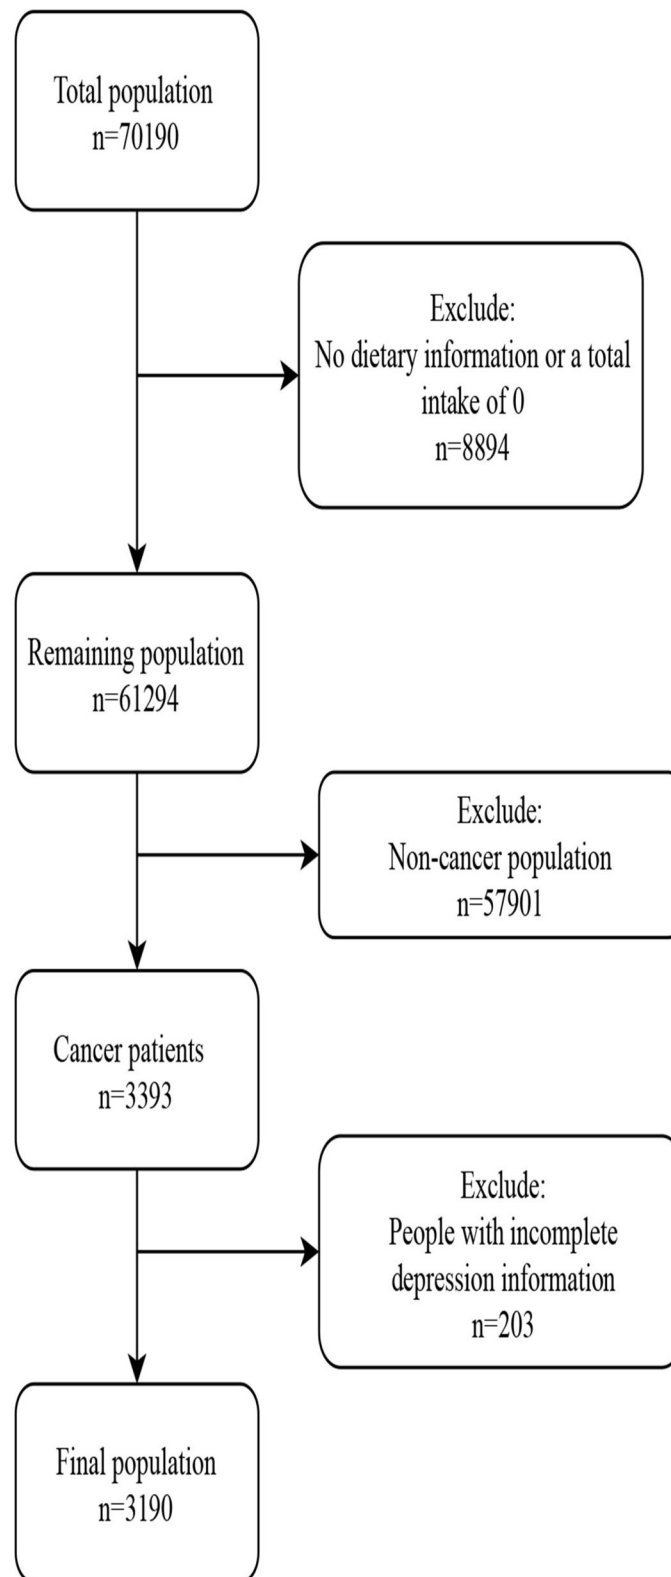 Total population
n=70190
Exclude:
No dietary information or a total
intake of 0
n=8894
Remaining population
n=61294
Exclude:
Non-cancer population
n=57901
Cancer patients
n=3393
Exclude:
People with incomplete
depression information
n=203
Final population
n=3190